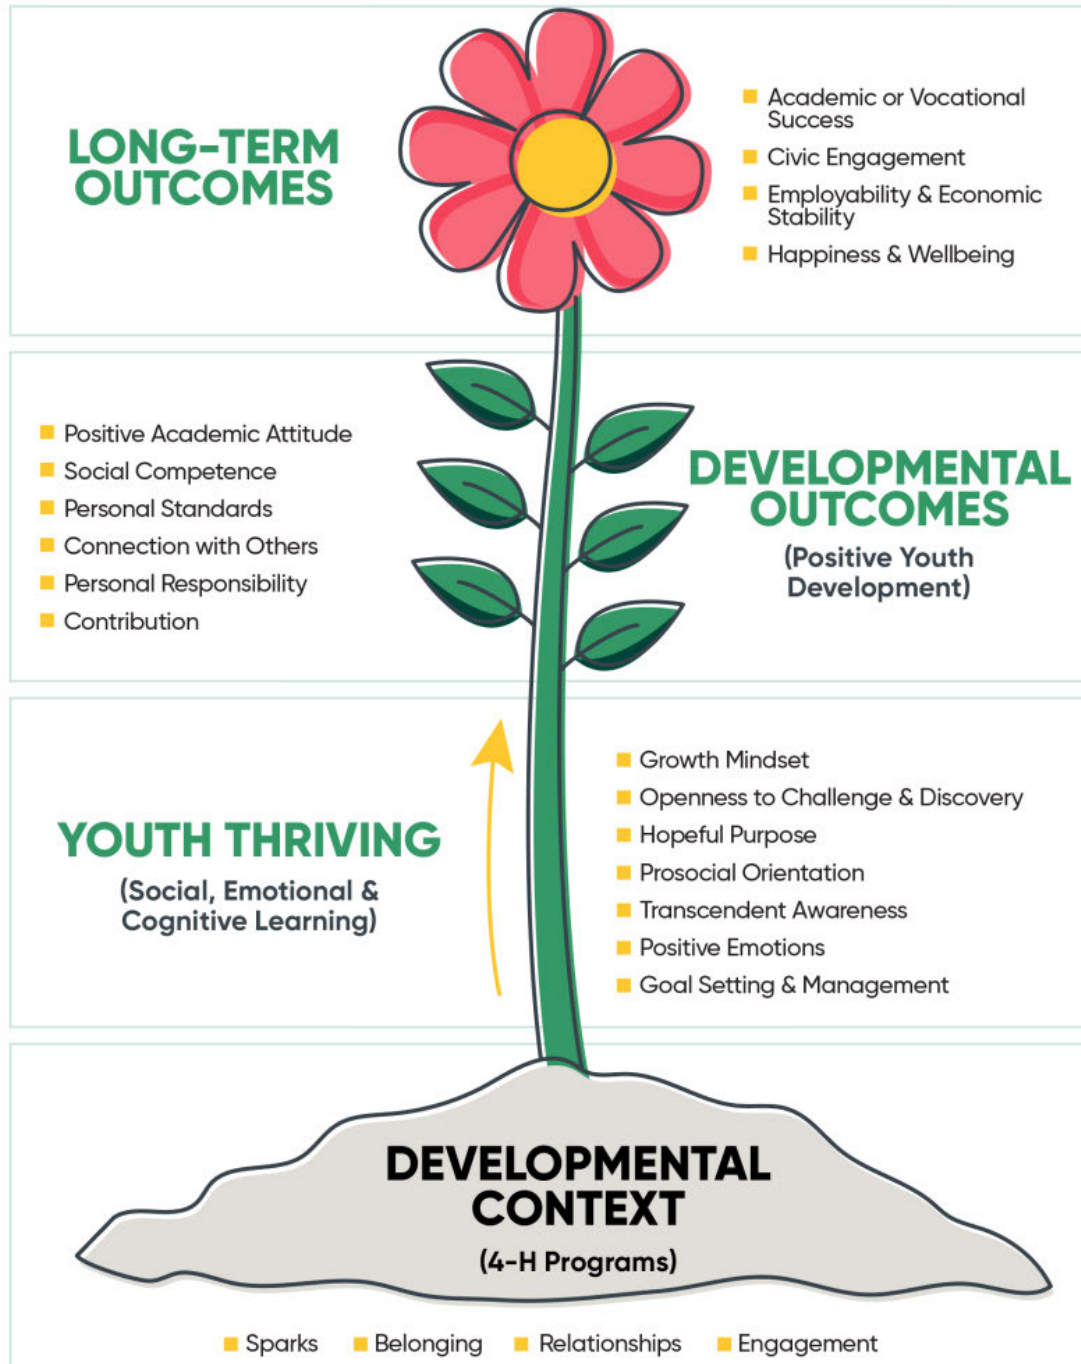 LONG-TERM
OUTCOMES
Academic or Vocational
Success
Civic Engagement
Employability & Economic
Stability
Happiness & Wellbeing
Positive Academic Attitude
Social Competence
Personal Standards
Connection with Others
Personal Responsibility
Contribution
DEVELOPMENTAL
OUTCOMES
(Positive Youth
Development)
YOUTH THRIVING
(Social, Emotional &
Cognitive Learning)
Growth Mindset
Openness to Challenge & Discovery
Hopeful Purpose
Prosocial Orientation
Transcendent Awareness
Positive Emotions
Goal Setting & Management
DEVELOPMENTAL
CONTEXT
(4-H Programs)
Sparks Belonging Relationships Engagement